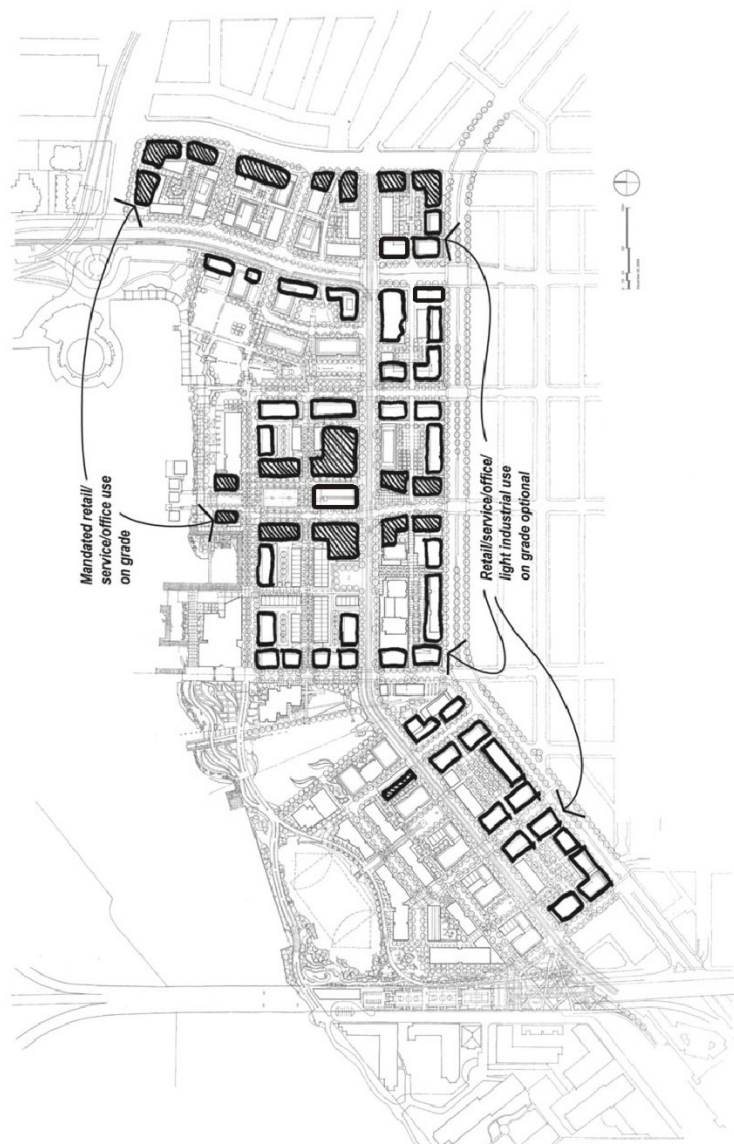 Mandated retail/
service/office use
on grade
Retail/service/office/
light industrial use
on grade optional